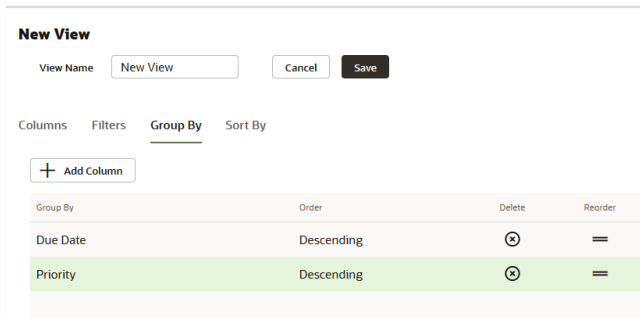 New View
View Name New View Cancel Save
Columns Filters Group By Sort By
Add Column
Group By Order Delete Reorder
Due Date Descending
Priority Descending